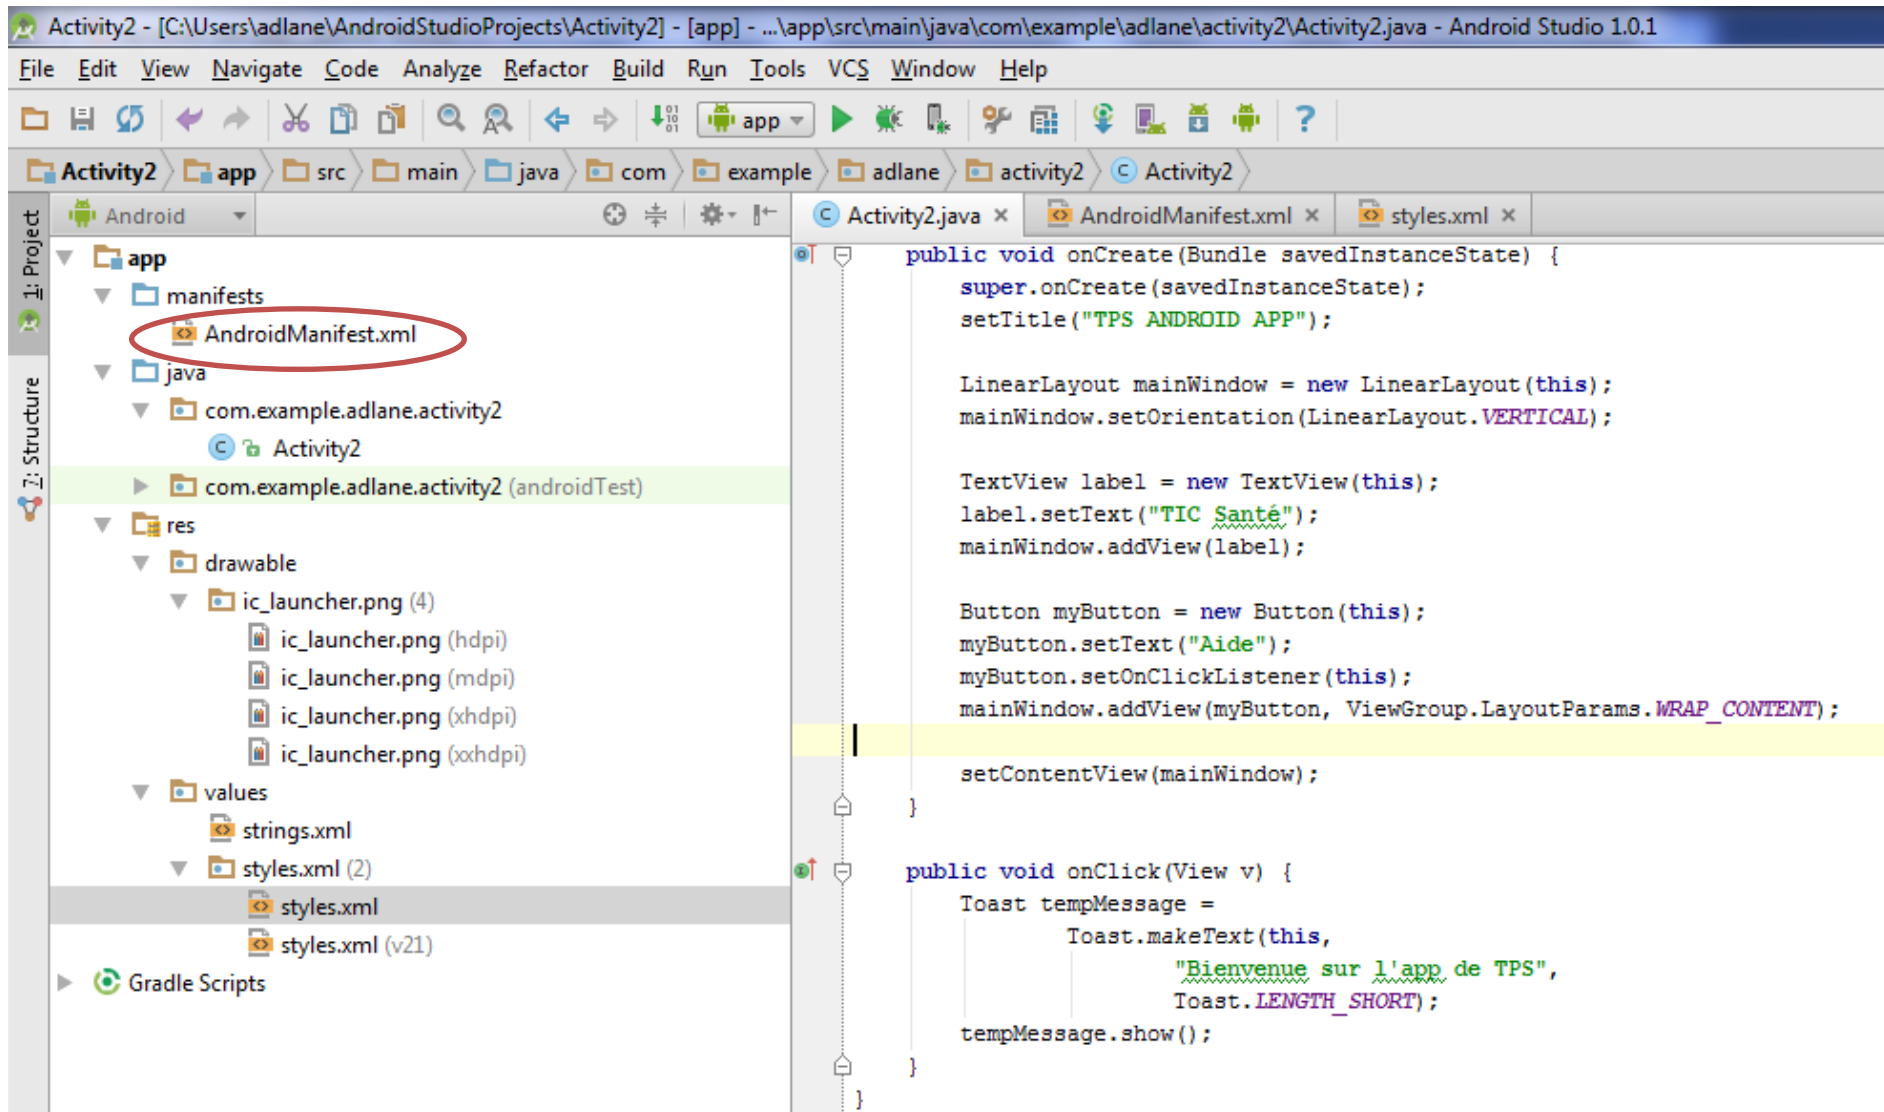 Activity2 - [C:\Users\adlane\AndroidStudioProjects\Activity2] - [app] - ...\app\src\main\java\com\example\adlane\activity2\Activity2.java - Android Studio 1.0.1
File Edit View Navigate Code Analyze Refactor Build Run Tools VCS Window Help
app
Activity2 app src main java com example adlane activity2 Activity2
1: Project
7: Structure
Android
app
manifests
AndroidManifest.xml
java
com.example.adlane.activity2
Activity2
com.example.adlane.activity2 (androidTest)
res
drawable
ic_launcher.png (4)
ic_launcher.png (hdpi)
ic_launcher.png (mdpi)
ic_launcher.png (xhdpi)
ic_launcher.png (xxhdpi)
values
strings.xml
styles.xml (2)
styles.xml
styles.xml (v21)
Gradle Scripts
Activity2.java AndroidManifest.xml styles.xml
public void onCreate(Bundle savedInstanceState) {
super.onCreate(savedInstanceState);
setTitle("TPS ANDROID APP");
LinearLayout mainWindow = new LinearLayout(this);
mainWindow.setOrientation(LinearLayout.VERTICAL);
TextView label = new TextView(this);
label.setText("TIC Santé");
mainWindow.addView(label);
Button myButton = new Button(this);
myButton.setText("Aide");
myButton.setOnClickListener(this);
mainWindow.addView(myButton, ViewGroup.LayoutParams.WRAP_CONTENT);
setContentView(mainWindow);
}
public void onClick(View v) {
Toast tempMessage =
Toast.makeText(this,
"Bienvenue sur l'app de TPS",
Toast.LENGTH_SHORT);
tempMessage.show();
}
}